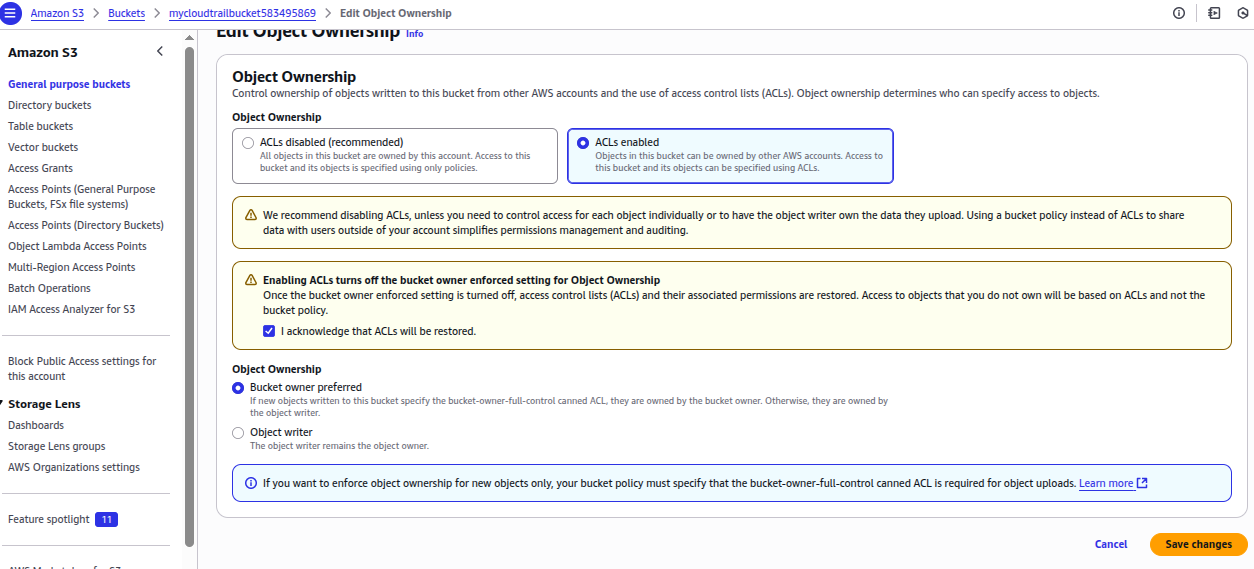 Amazon S3 > Buckets > mycloudtrailbucket583495869 > Edit Object Ownership
Amazon S3
General purpose buckets
Directory buckets
Table buckets
Vector buckets
Access Grants
Access Points (General Purpose
Buckets, FSx file systems)
Access Points (Directory Buckets)
Object Lambda Access Points
Multi-Region Access Points
Batch Operations
IAM Access Analyzer for S3
Block Public Access settings for
this account
Storage Lens
Dashboards
Storage Lens groups
AWS Organizations settings
Feature spotlight 11
AWS Marketplace for S3
Edit Object Ownership Info
Object Ownership
Control ownership of objects written to this bucket from other AWS accounts and the use of access control lists (ACLs). Object ownership determines who can specify access to objects.
Object Ownership
ACLs disabled (recommended)
All objects in this bucket are owned by this account. Access to this
bucket and its objects is specified using only policies.
ACLs enabled
Objects in this bucket can be owned by other AWS accounts. Access to
this bucket and its objects can be specified using ACLs.
We recommend disabling ACLs, unless you need to control access for each object individually or to have the object writer own the data they upload. Using a bucket policy instead of ACLs to share
data with users outside of your account simplifies permissions management and auditing.
Enabling ACLs turns off the bucket owner enforced setting for Object Ownership
Once the bucket owner enforced setting is turned off, access control lists (ACLs) and their associated permissions are restored. Access to objects that you do not own will be based on ACLs and not the
bucket policy.
I acknowledge that ACLs will be restored.
Object Ownership
Bucket owner preferred
If new objects written to this bucket specify the bucket-owner-full-control canned ACL, they are owned by the bucket owner. Otherwise, they are owned by
the object writer.
Object writer
The object writer remains the object owner.
If you want to enforce object ownership for new objects only, your bucket policy must specify that the bucket-owner-full-control canned ACL is required for object uploads. Learn more
Cancel
Save changes